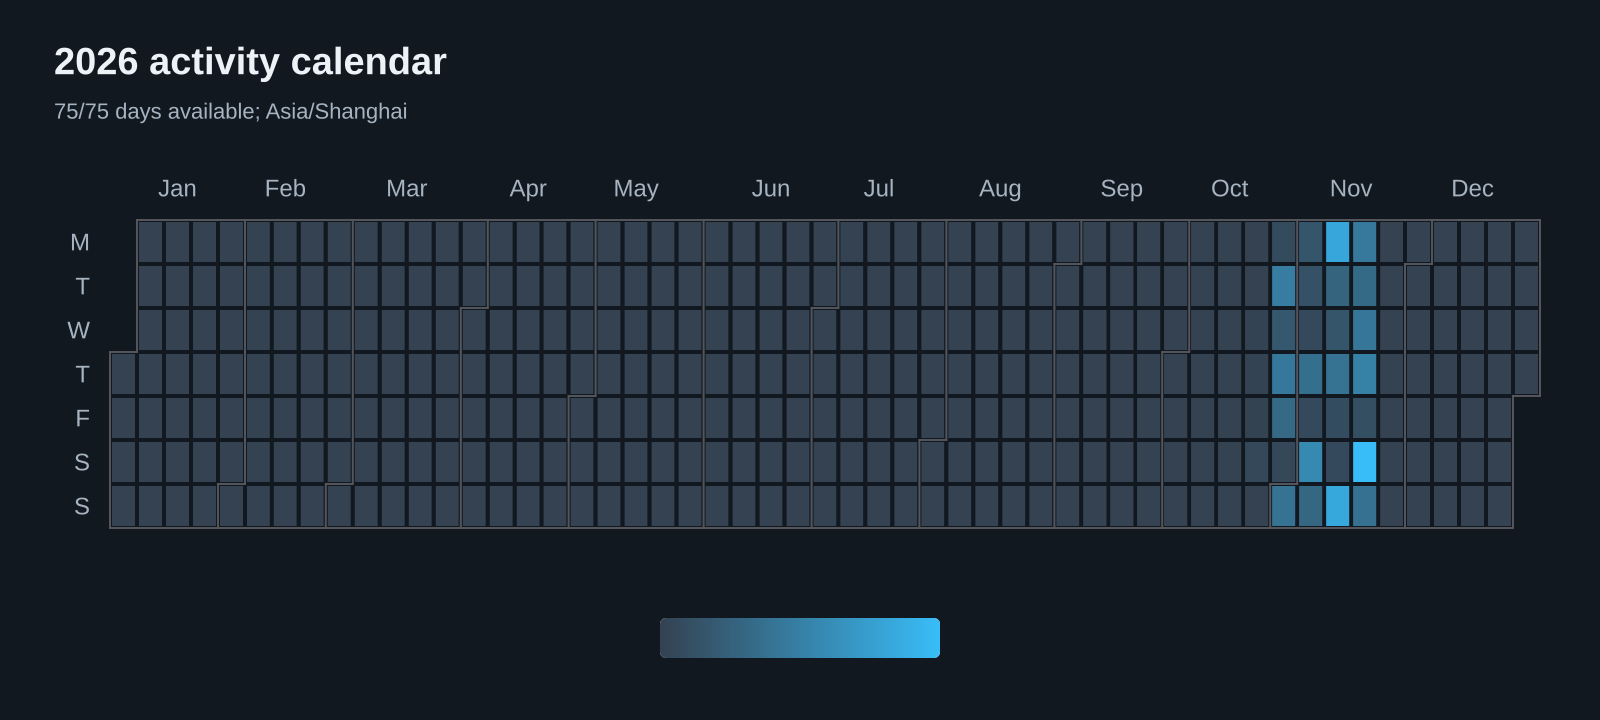 2026 activity calendar
75/75 days available; Asia/Shanghai
Jan Feb Mar Apr May Jun Jul Aug Sep Oct Nov Dec
M
T
W
T
F
S
S